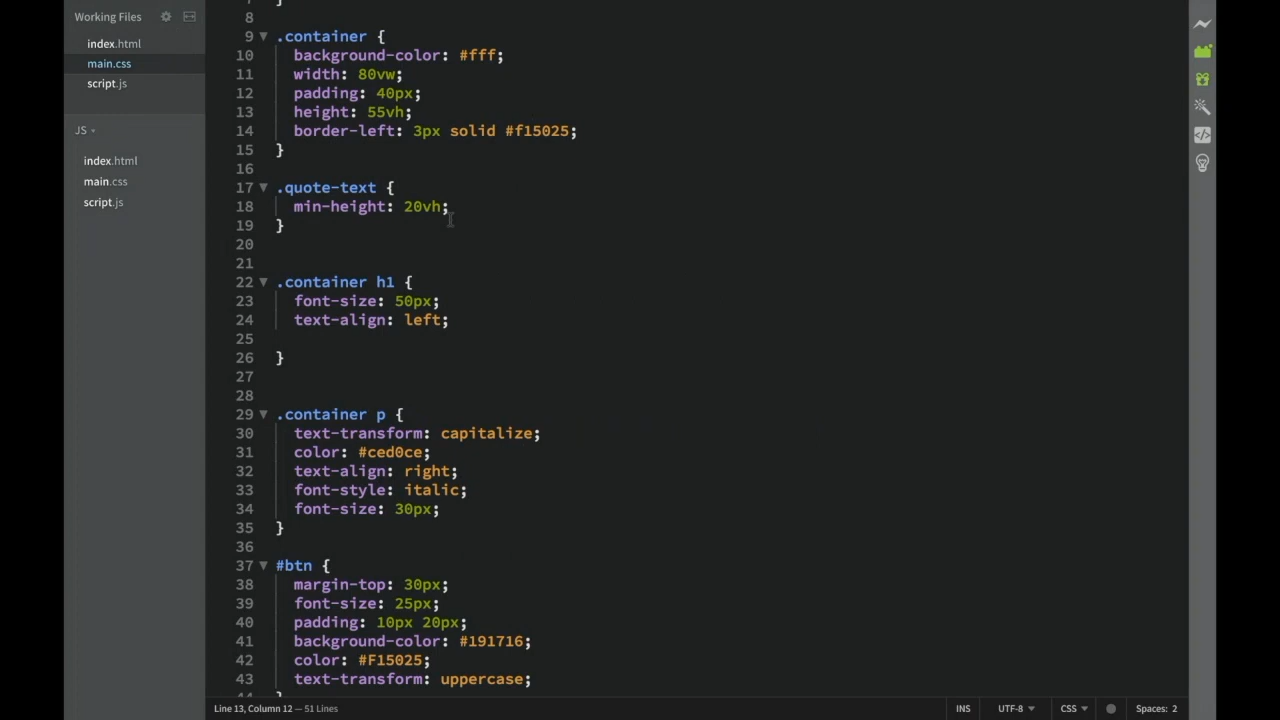 Working Files
index.html
main.css
script.js
JS
index.html
main.css
script.js
8
9 .container {
10 background-color: #fff;
11 width: 80vw;
12 padding: 40px;
13 height: 55vh;
14 border-left: 3px solid #f15025;
15 }
16
17 .quote-text {
18 min-height: 20vh;
19 }
20
21
22 .container h1 {
23 font-size: 50px;
24 text-align: left;
25
26 }
27
28
29 .container p {
30 text-transform: capitalize;
31 color: #ced0ce;
32 text-align: right;
33 font-style: italic;
34 font-size: 30px;
35 }
36
37 #btn {
38 margin-top: 30px;
39 font-size: 25px;
40 padding: 10px 20px;
41 background-color: #191716;
42 color: #F15025;
43 text-transform: uppercase;
Line 13, Column 12 — 51 Lines
INS UTF-8 CSS Spaces: 2